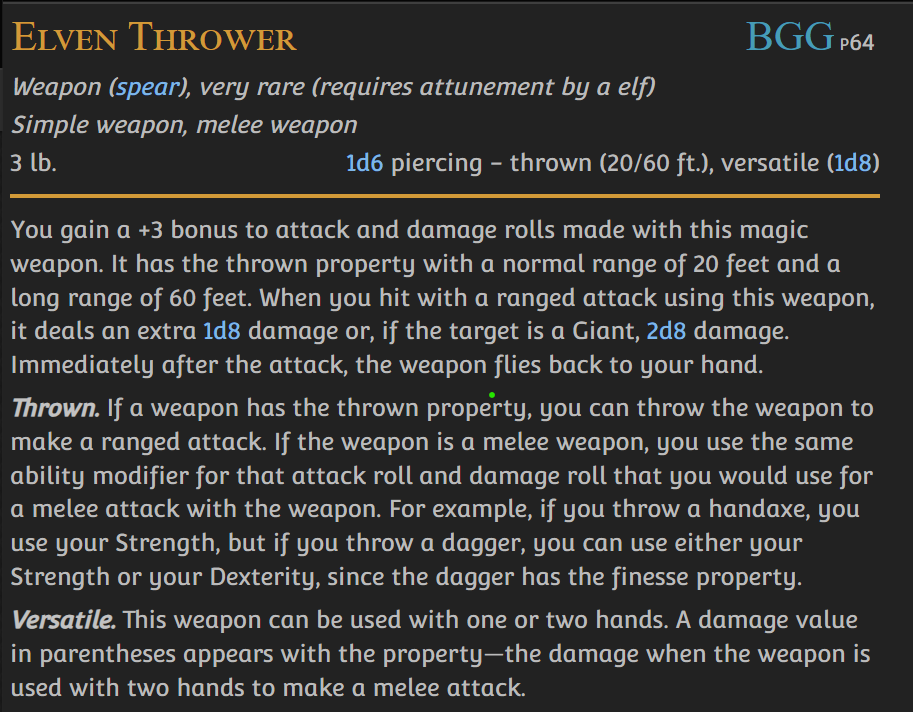 Elven Thrower BGG P64
Weapon (spear), very rare (requires attunement by a elf)
Simple weapon, melee weapon
3 lb. 1d6 piercing – thrown (20/60 ft.), versatile (1d8)
You gain a +3 bonus to attack and damage rolls made with this magic
weapon. It has the thrown property with a normal range of 20 feet and a
long range of 60 feet. When you hit with a ranged attack using this weapon,
it deals an extra 1d8 damage or, if the target is a Giant, 2d8 damage.
Immediately after the attack, the weapon flies back to your hand.
Thrown. If a weapon has the thrown property, you can throw the weapon to
make a ranged attack. If the weapon is a melee weapon, you use the same
ability modifier for that attack roll and damage roll that you would use for
a melee attack with the weapon. For example, if you throw a handaxe, you
use your Strength, but if you throw a dagger, you can use either your
Strength or your Dexterity, since the dagger has the finesse property.
Versatile. This weapon can be used with one or two hands. A damage value
in parentheses appears with the property—the damage when the weapon is
used with two hands to make a melee attack.